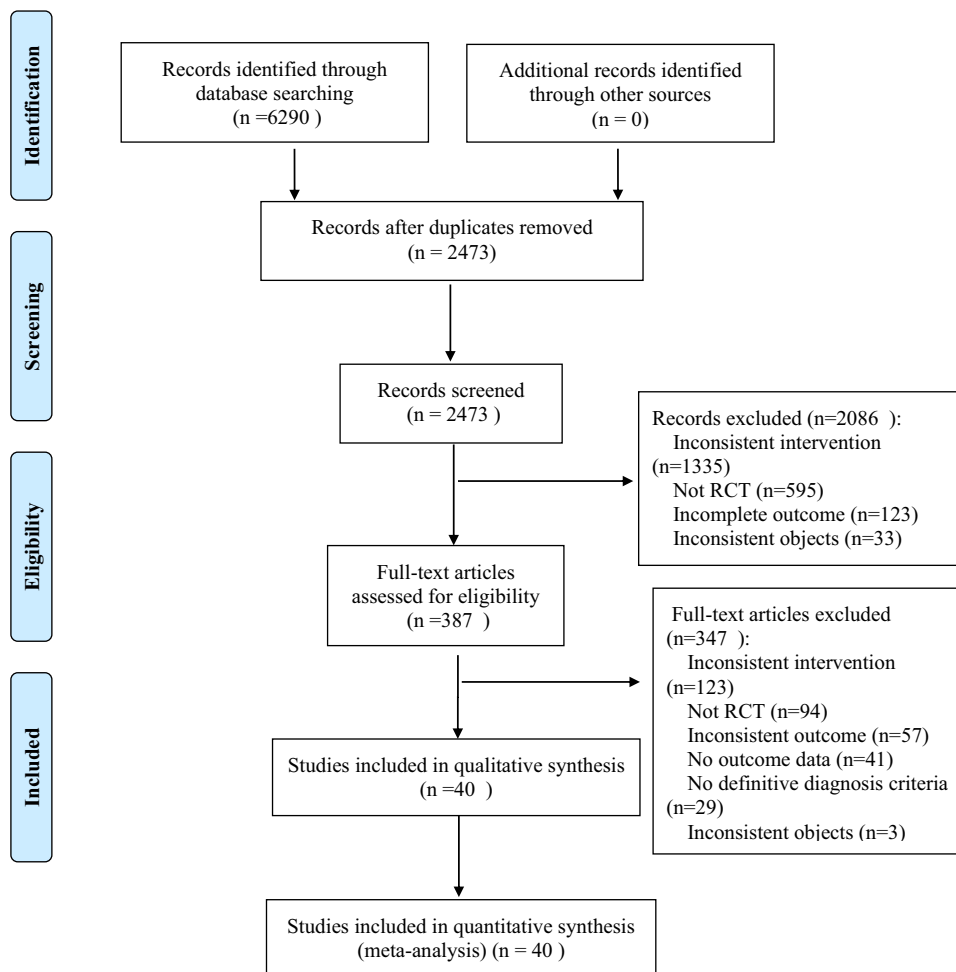 Identification
Records identified through
database searching
(n =6290 )
Additional records identified
through other sources
(n = 0)
Records after duplicates removed
(n = 2473)
Screening
Records screened
(n = 2473 )
Records excluded (n=2086 ):
Inconsistent intervention
(n=1335)
Not RCT (n=595)
Incomplete outcome (n=123)
Inconsistent objects (n=33)
Eligibility
Full-text articles
assessed for eligibility
(n =387 )
Full-text articles excluded
(n=347 ):
Inconsistent intervention
(n=123)
Not RCT (n=94)
Inconsistent outcome (n=57)
No outcome data (n=41)
No definitive diagnosis criteria
(n=29)
Inconsistent objects (n=3)
Included
Studies included in qualitative synthesis
(n =40 )
Studies included in quantitative synthesis
(meta-analysis) (n = 40 )